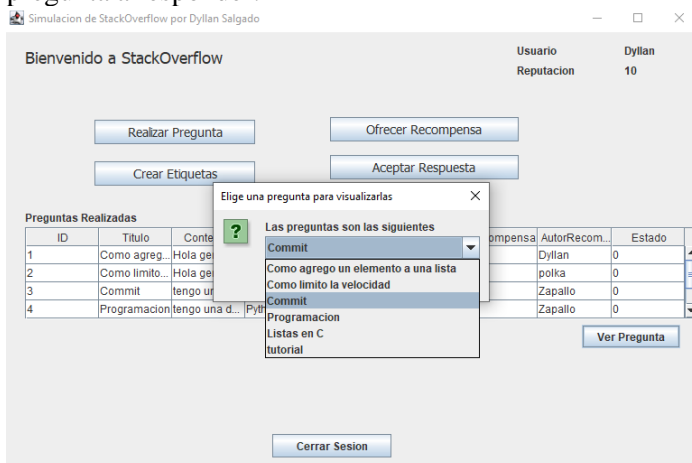 pregunta a responder.
Simulacion de StackOverflow por Dyllan Salgado
Bienvenido a StackOverflow
Usuario Dyllan
Reputacion 10
Realizar Pregunta
Ofrecer Recompensa
Crear Etiquetas
Aceptar Respuesta
Elige una pregunta para visualizarlas
Las preguntas son las siguientes
Commit
Como agrego un elemento a una lista
Como limito la velocidad
Commit
Programacion
Listas en C
tutorial
Preguntas Realizadas
ID Titulo Conte ompensa AutorRecom... Estado
1 Como agreg... Hola ge Dyllan 0
2 Como limito... Hola ge polka 0
3 Commit tengo ur Zapallo 0
4 Programacion tengo una d... Pyth Zapallo 0
Ver Pregunta
Cerrar Sesion